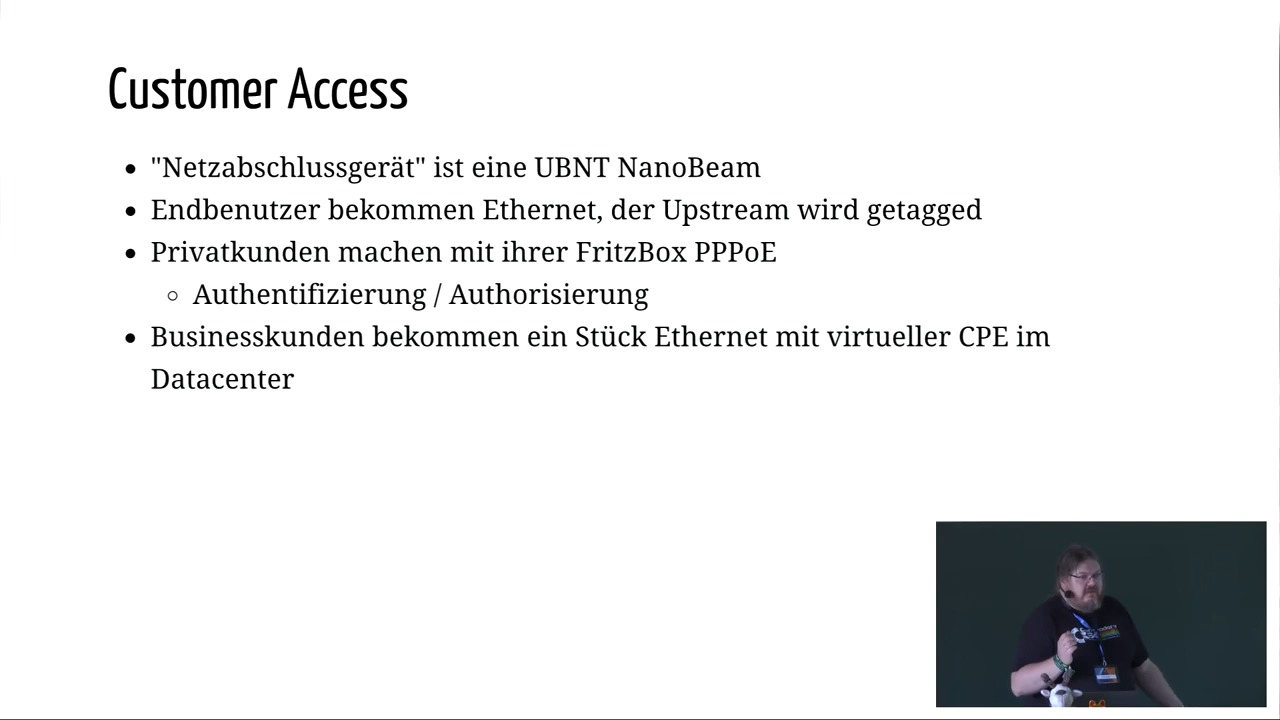 Customer Access
"Netzabschlussgerät" ist eine UBNT NanoBeam
Endbenutzer bekommen Ethernet, der Upstream wird getagged
Privatkunden machen mit ihrer FritzBox PPPoE
Authentifizierung / Authorisierung
Businesskunden bekommen ein Stück Ethernet mit virtueller CPE im
Datacenter